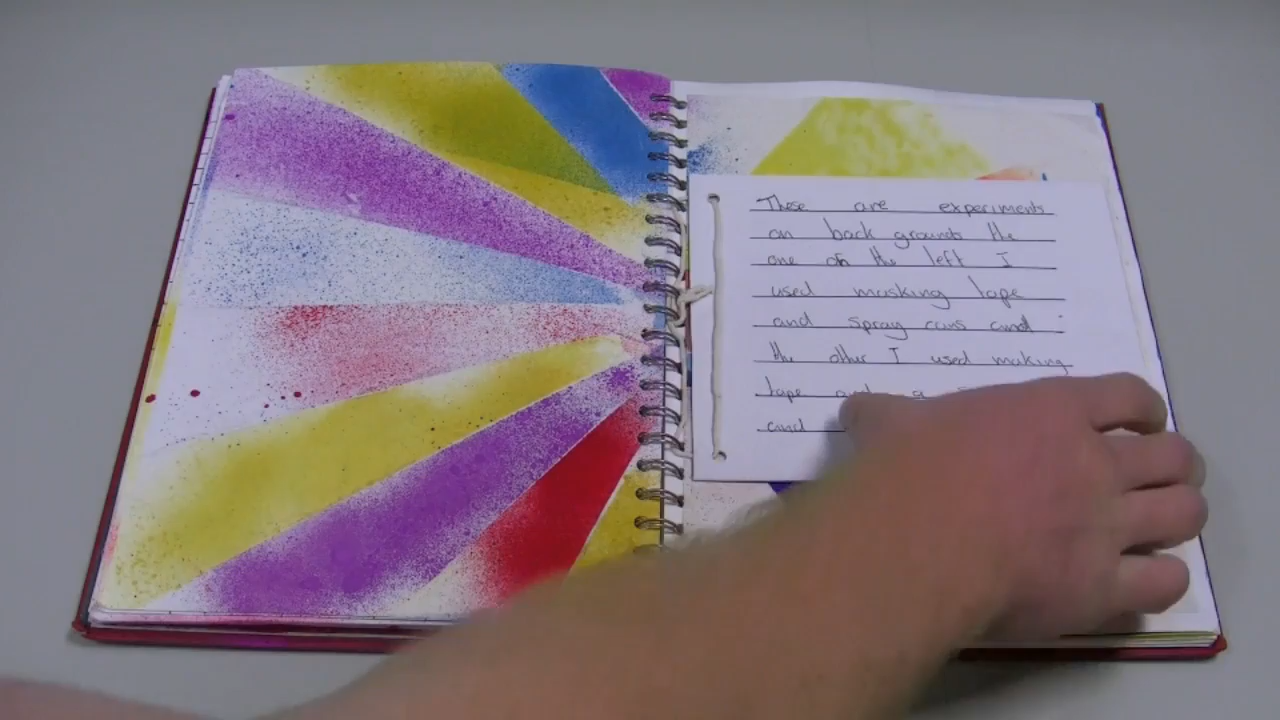 These are experiments
on back grounds the
one on the left I
used masking tape
and spray cans and
the other I used making
tape and a
and